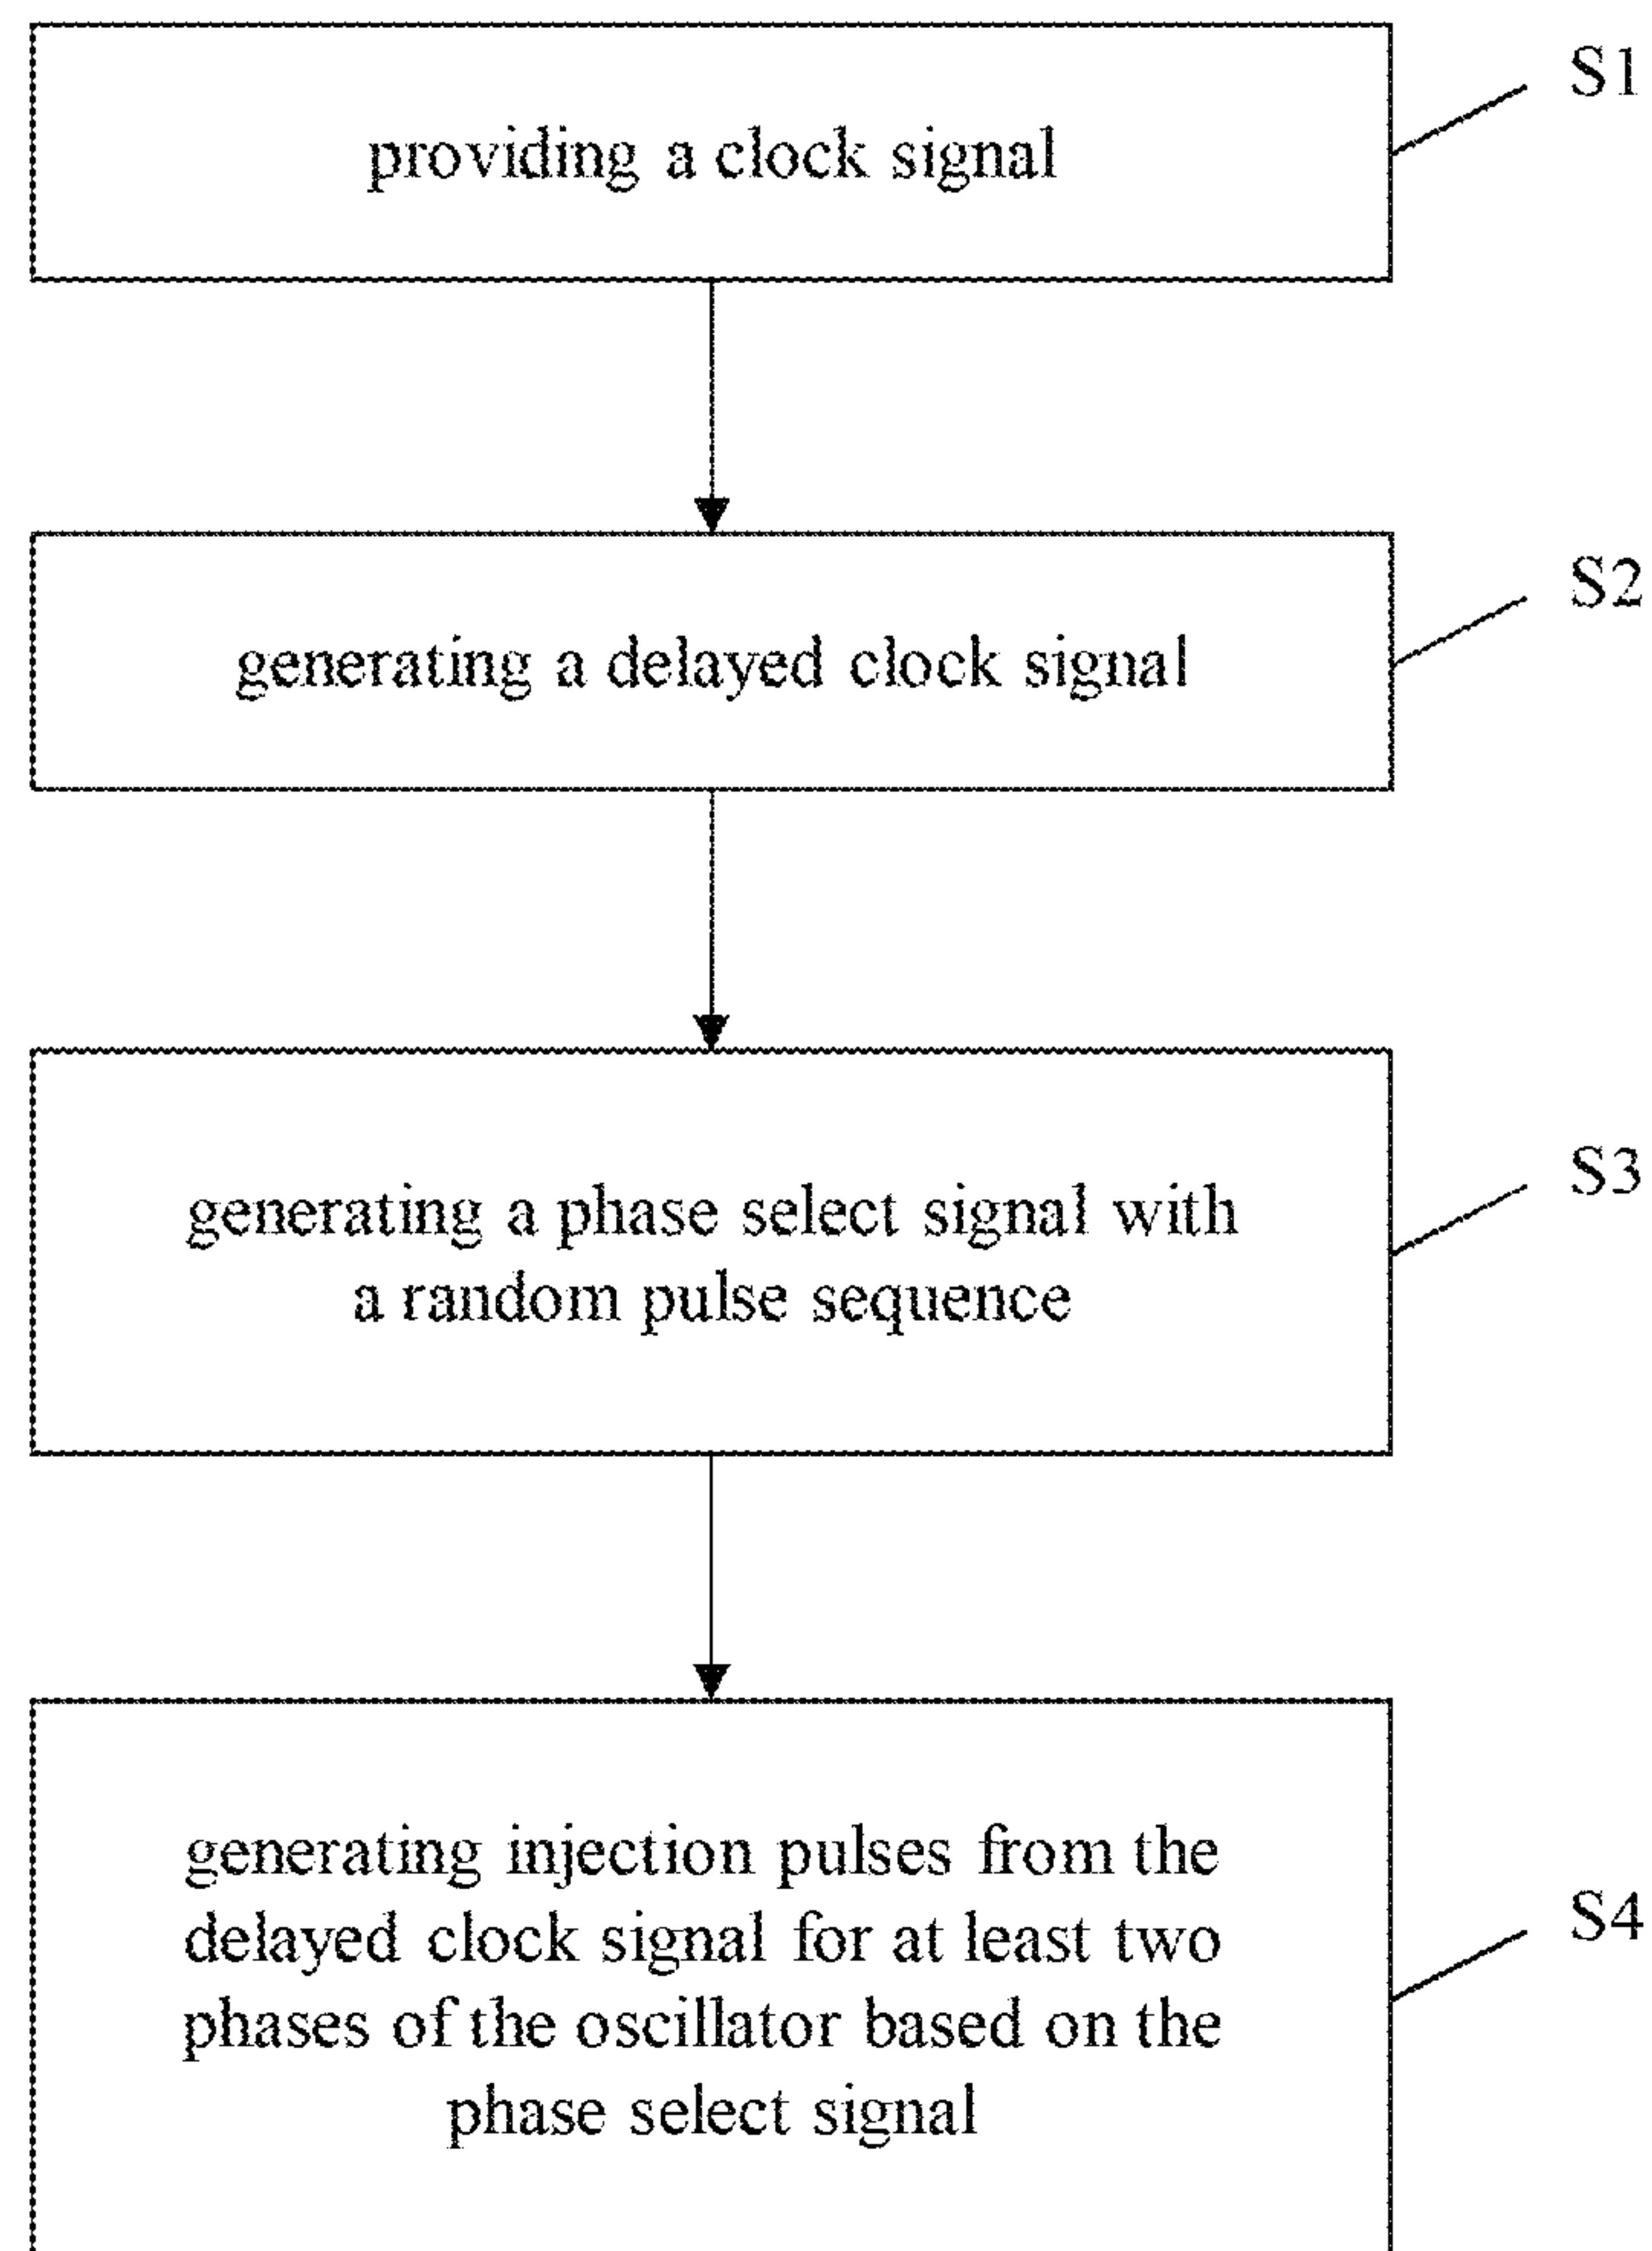 S1
providing a clock signal
S2
generating a delayed clock signal
S3
generating a phase select signal with
a random pulse sequence
generating injection pulses from the
S4
delayed clock signal for at least two
phases of the oscillator based on the
phase select signal